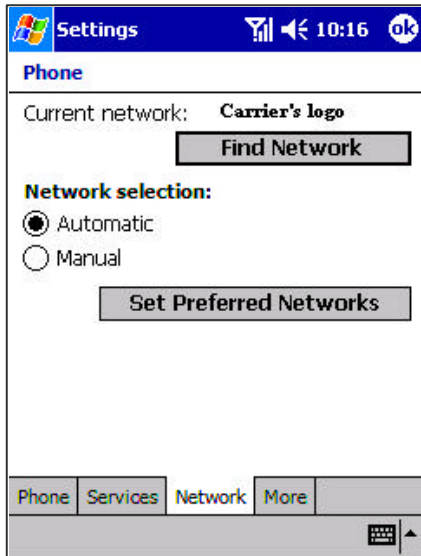 Settings 10:16 ok
Phone
Current network: Carrier's logo
Find Network
Network selection:
Automatic
Manual
Set Preferred Networks
Phone Services Network More